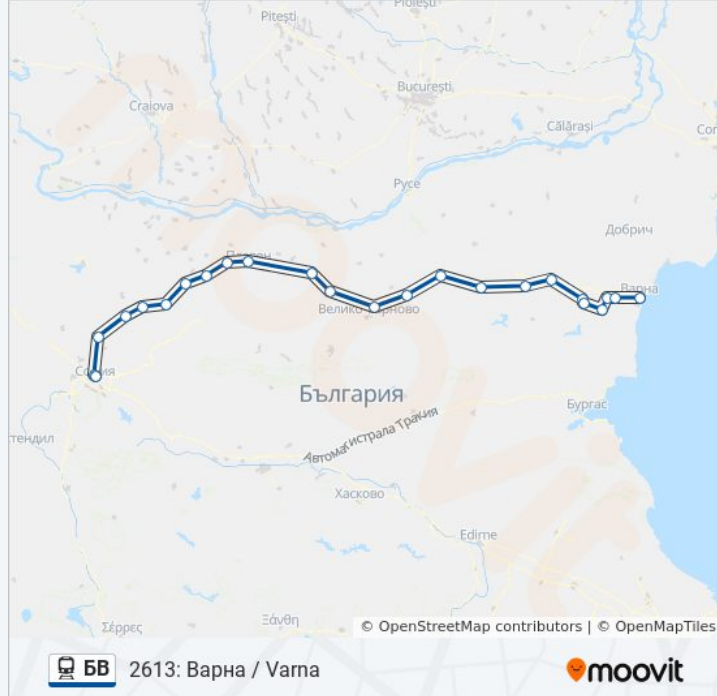 Ploiești
Pitești
București
Craiova
Călărași
Русе
Добрич
Плевен
Варна
Велико Търново
София
България
Бургас
Автомагистрала Тракия
Хасково
Edirne
Σέρρες
Ξάνθη
© OpenStreetMap contributors | © OpenMapTiles
БВ 2613: Варна / Varna
moovit